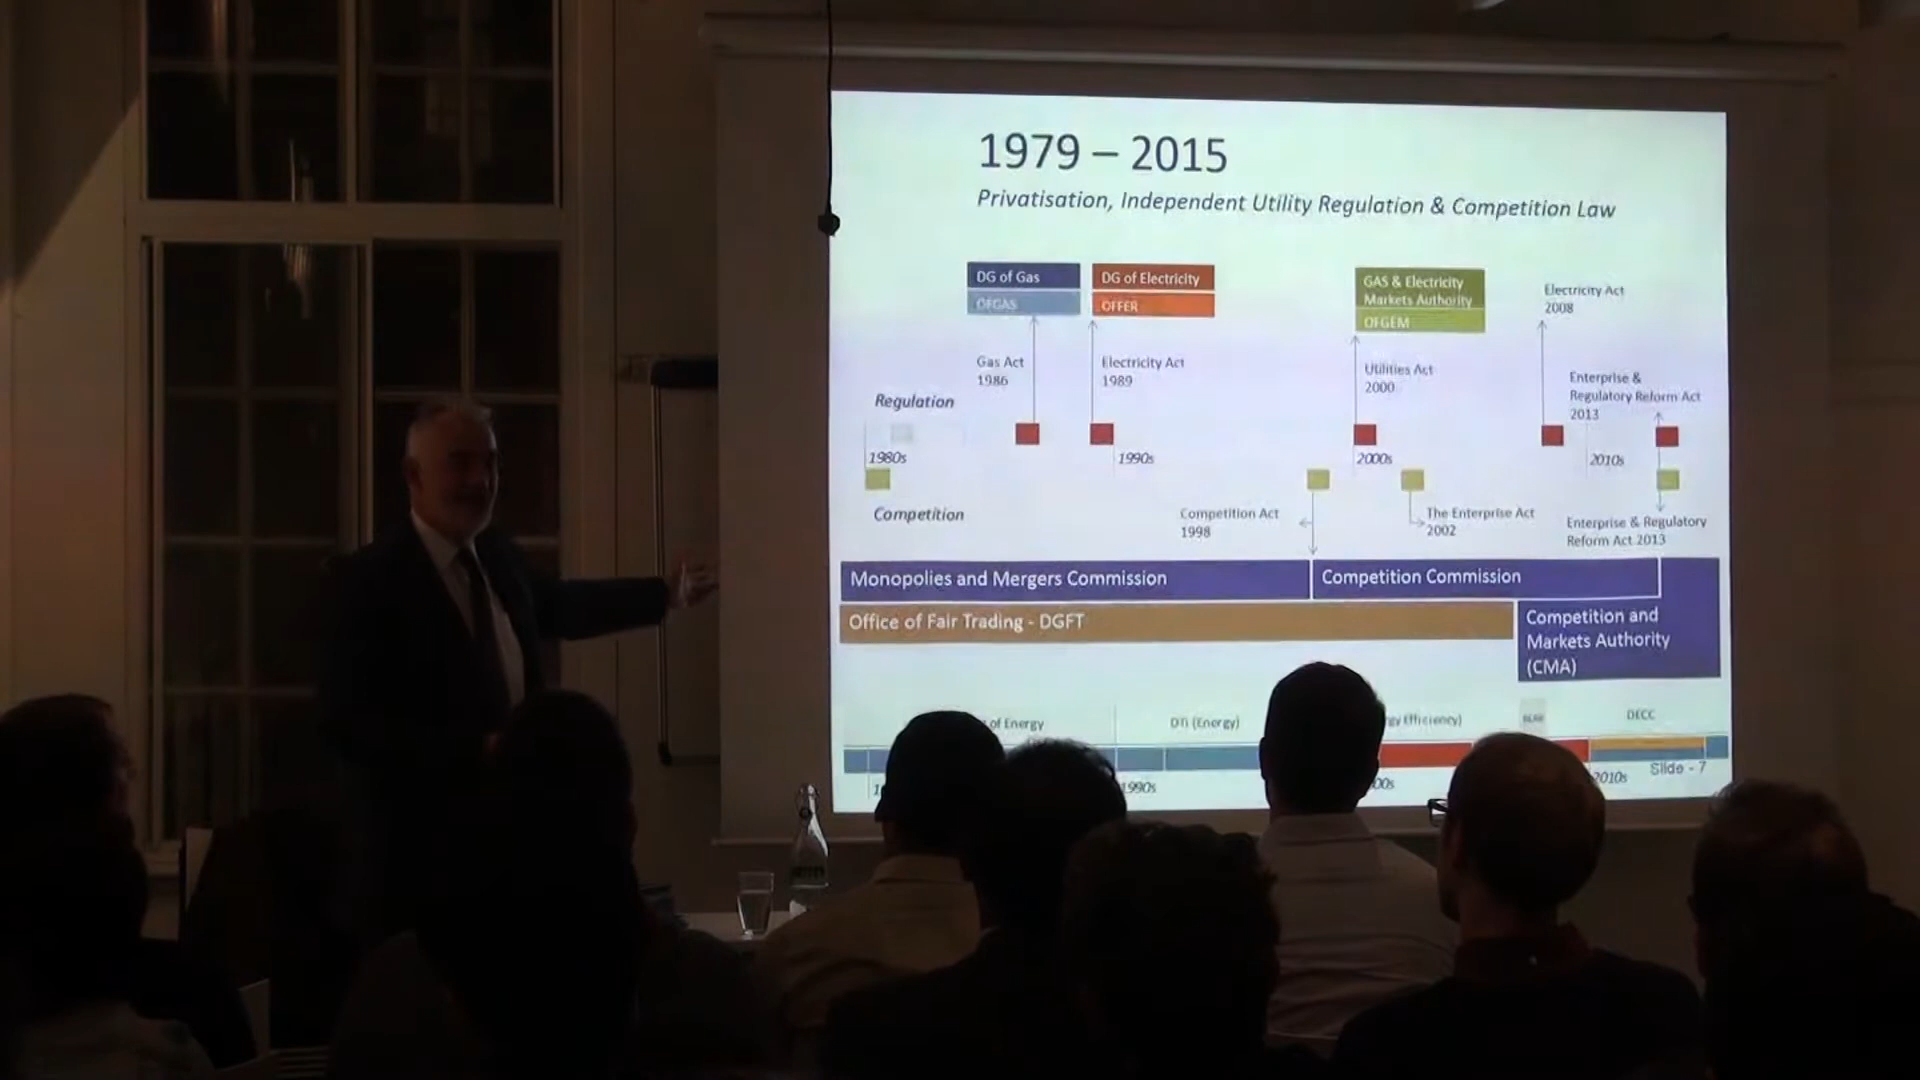 1979 – 2015
Privatisation, Independent Utility Regulation & Competition Law
DG of Gas
OFGAS
DG of Electricity
OFFER
GAS & Electricity
Markets Authority
OFGEM
Electricity Act
2008
Gas Act
1986
Electricity Act
1989
Utilities Act
2000
Enterprise &
Regulatory Reform Act
2013
Regulation
1980s
1990s
2000s
2010s
Competition
Competition Act
1998
The Enterprise Act
2002
Enterprise & Regulatory
Reform Act 2013
Monopolies and Mergers Commission
Competition Commission
Office of Fair Trading - DGFT
Competition and
Markets Authority
(CMA)
of Energy
DTI (Energy)
Efficiency)
DECC
1990s
2010s
Slide - 7